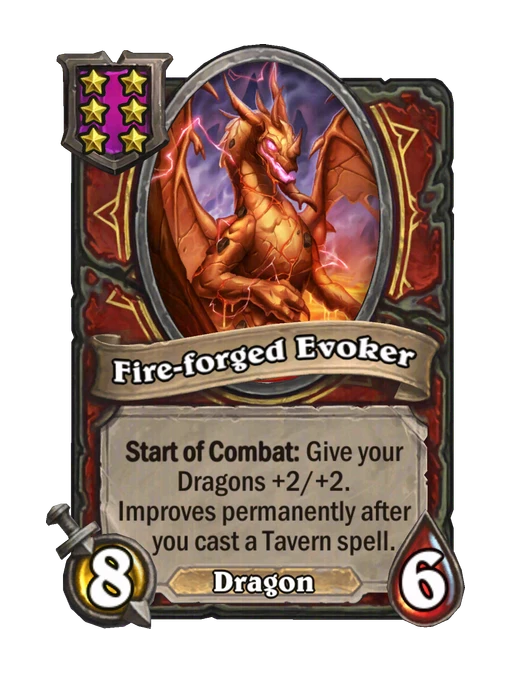 Fire-forged Evoker
Start of Combat: Give your
Dragons +2/+2.
Improves permanently after
you cast a Tavern spell.
8
Dragon
6